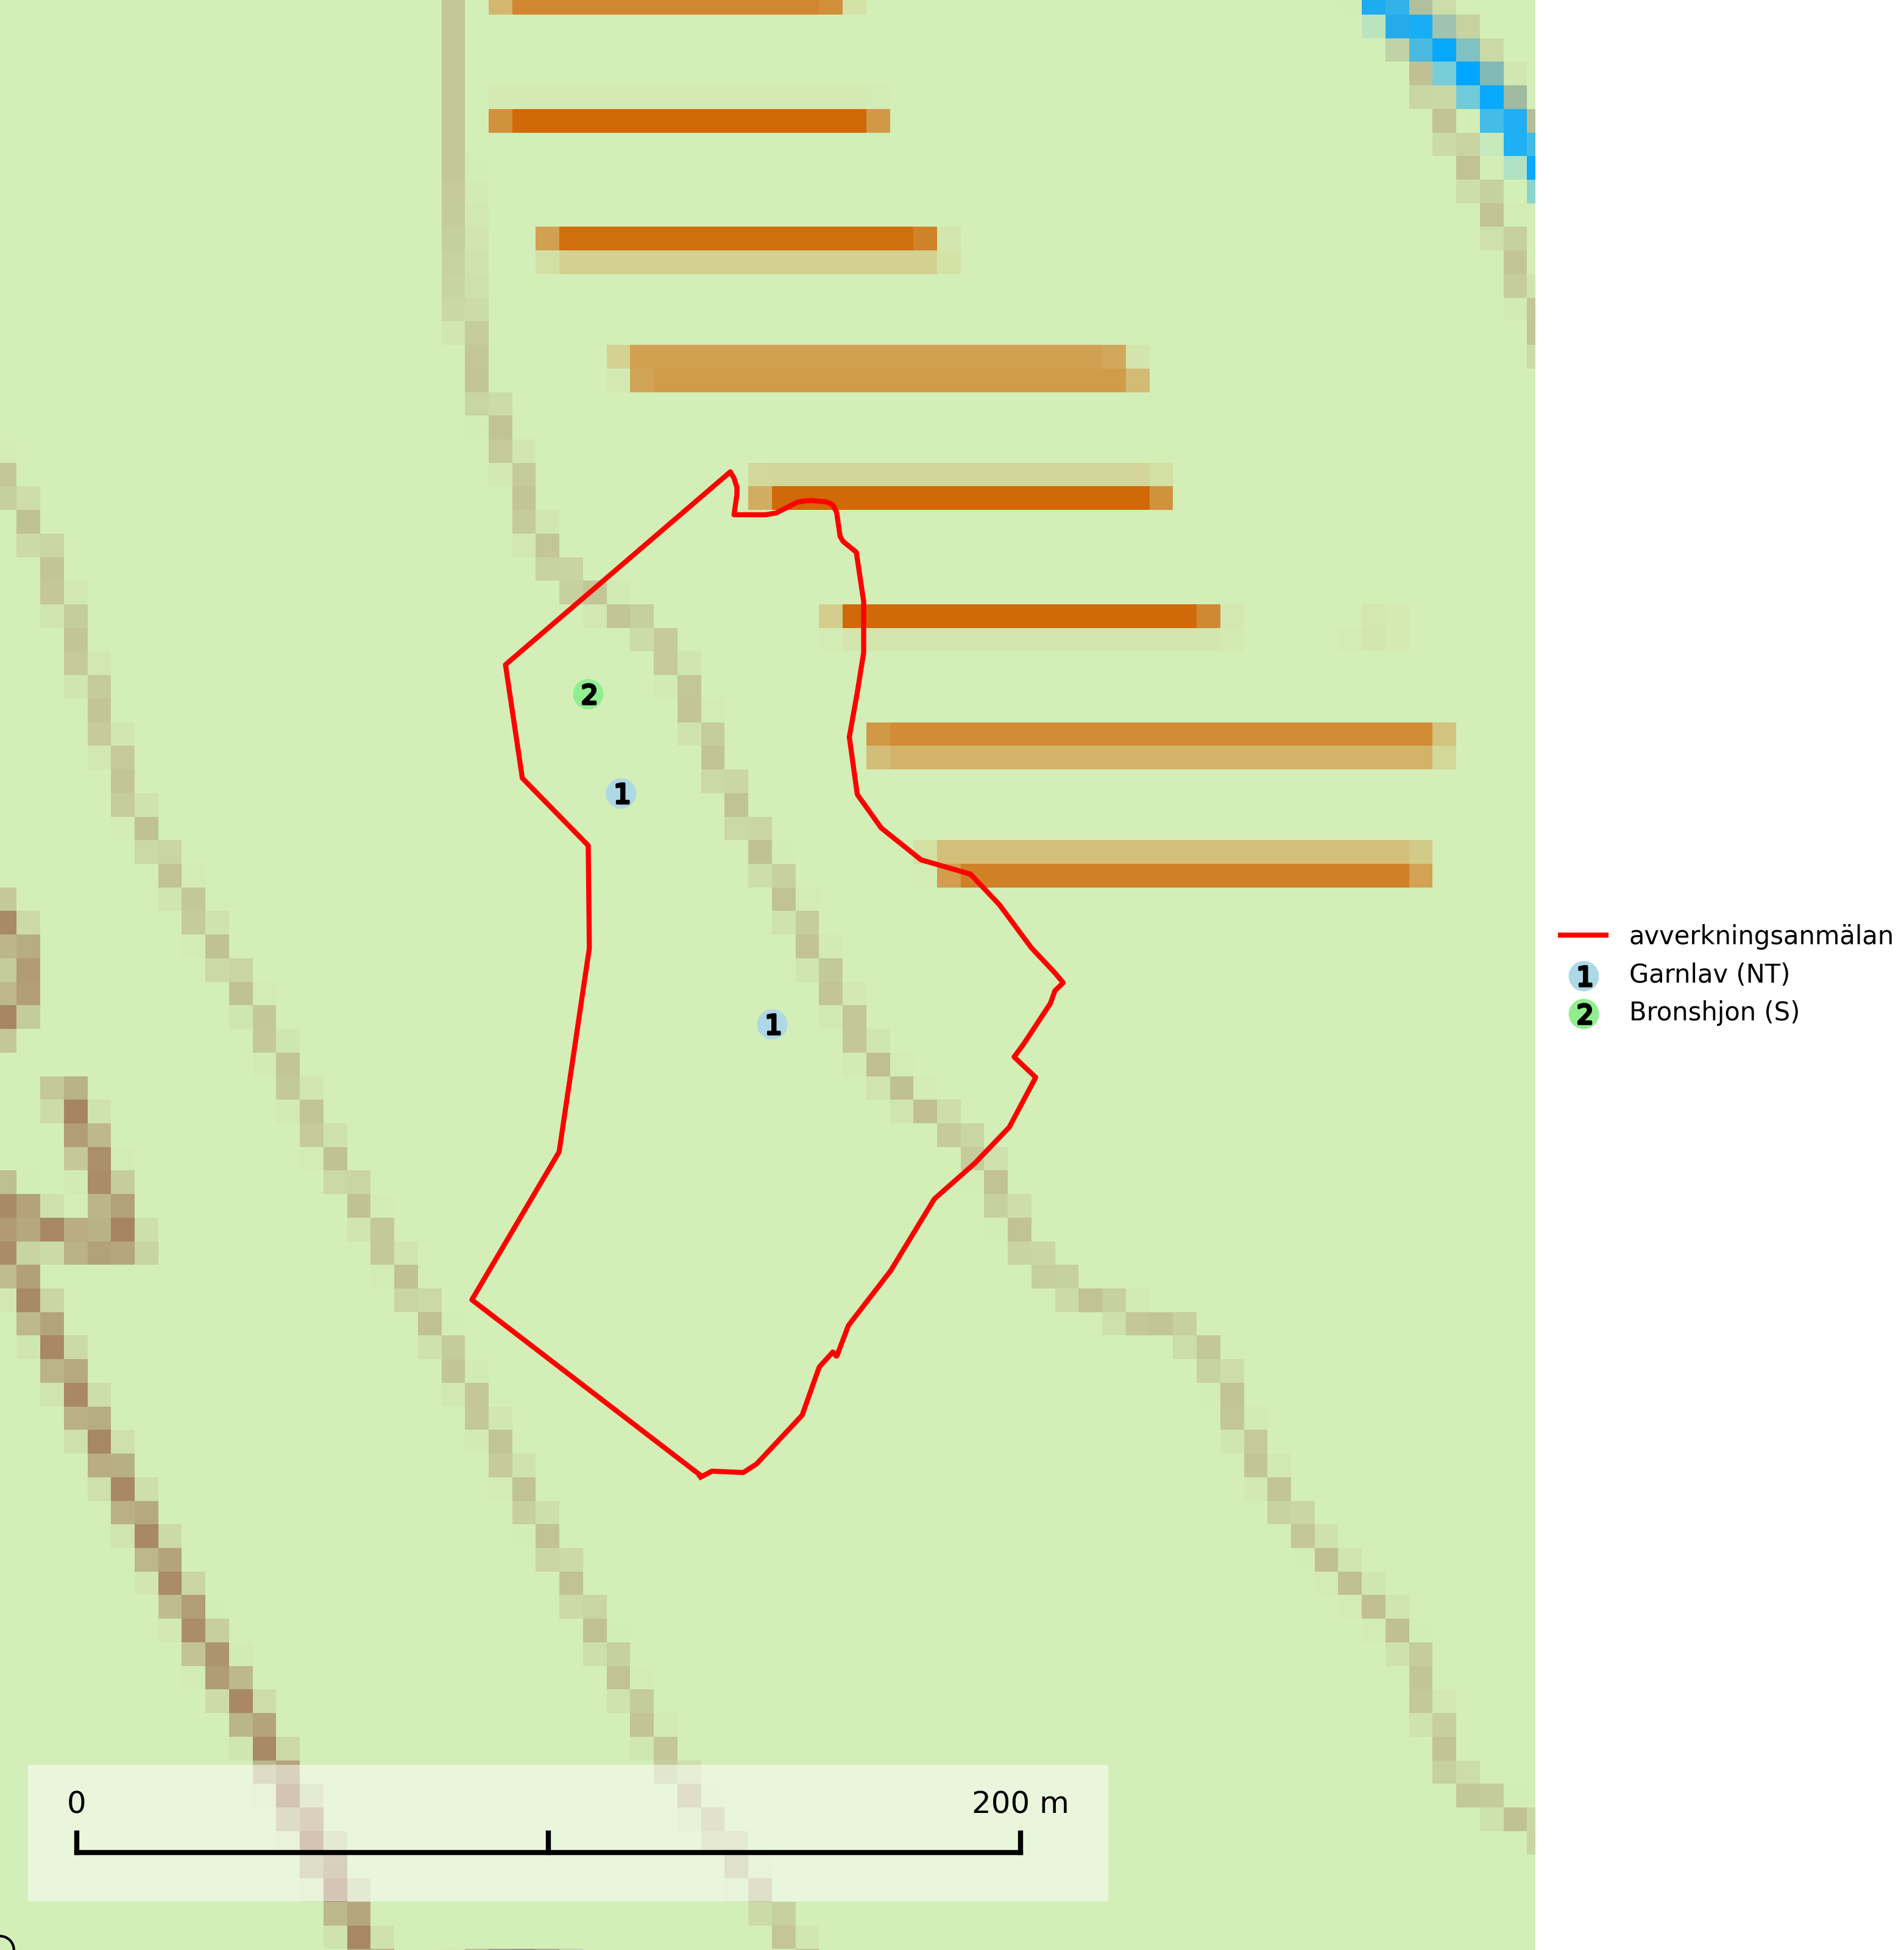 2
1
1
avverkningsanmälan
1 Garnlav (NT)
2 Bronshjon (S)
0 200 m